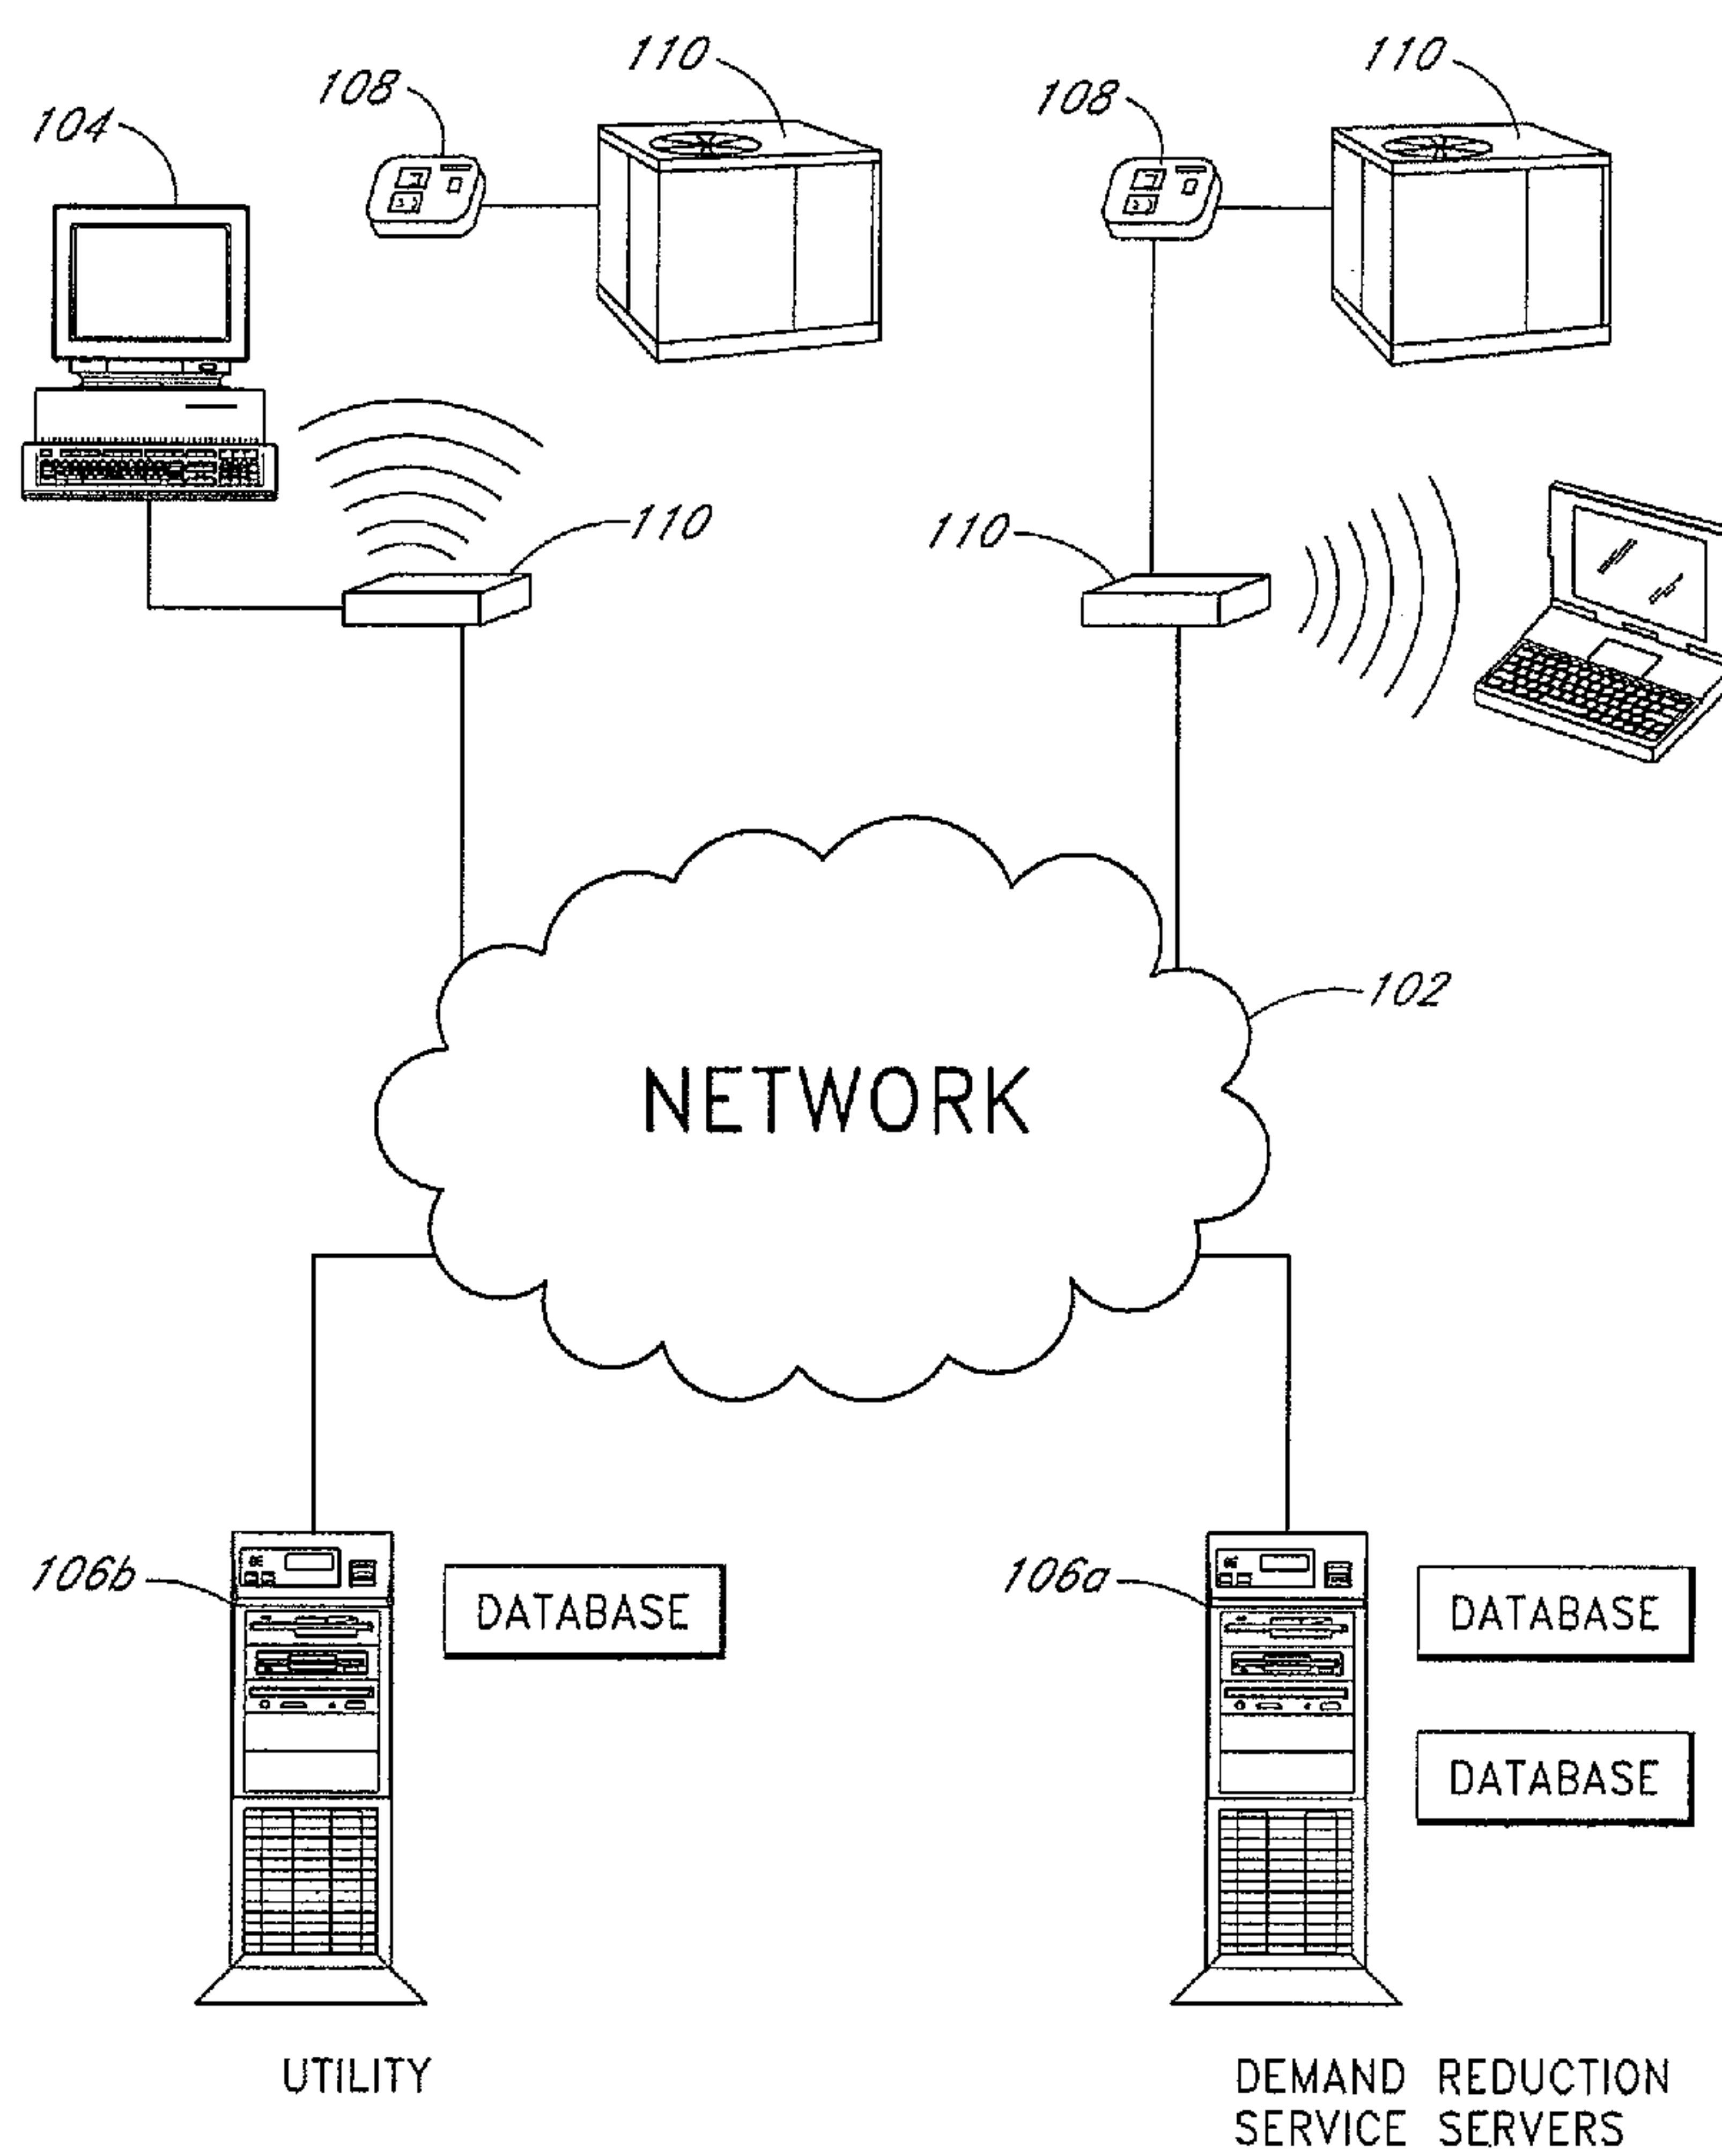 110
110
108
108
104
110
110
102
NETWORK
106b
DATABASE
106a
DATABASE
DATABASE
UTILITY
DEMAND REDUCTION
SERVICE SERVERS